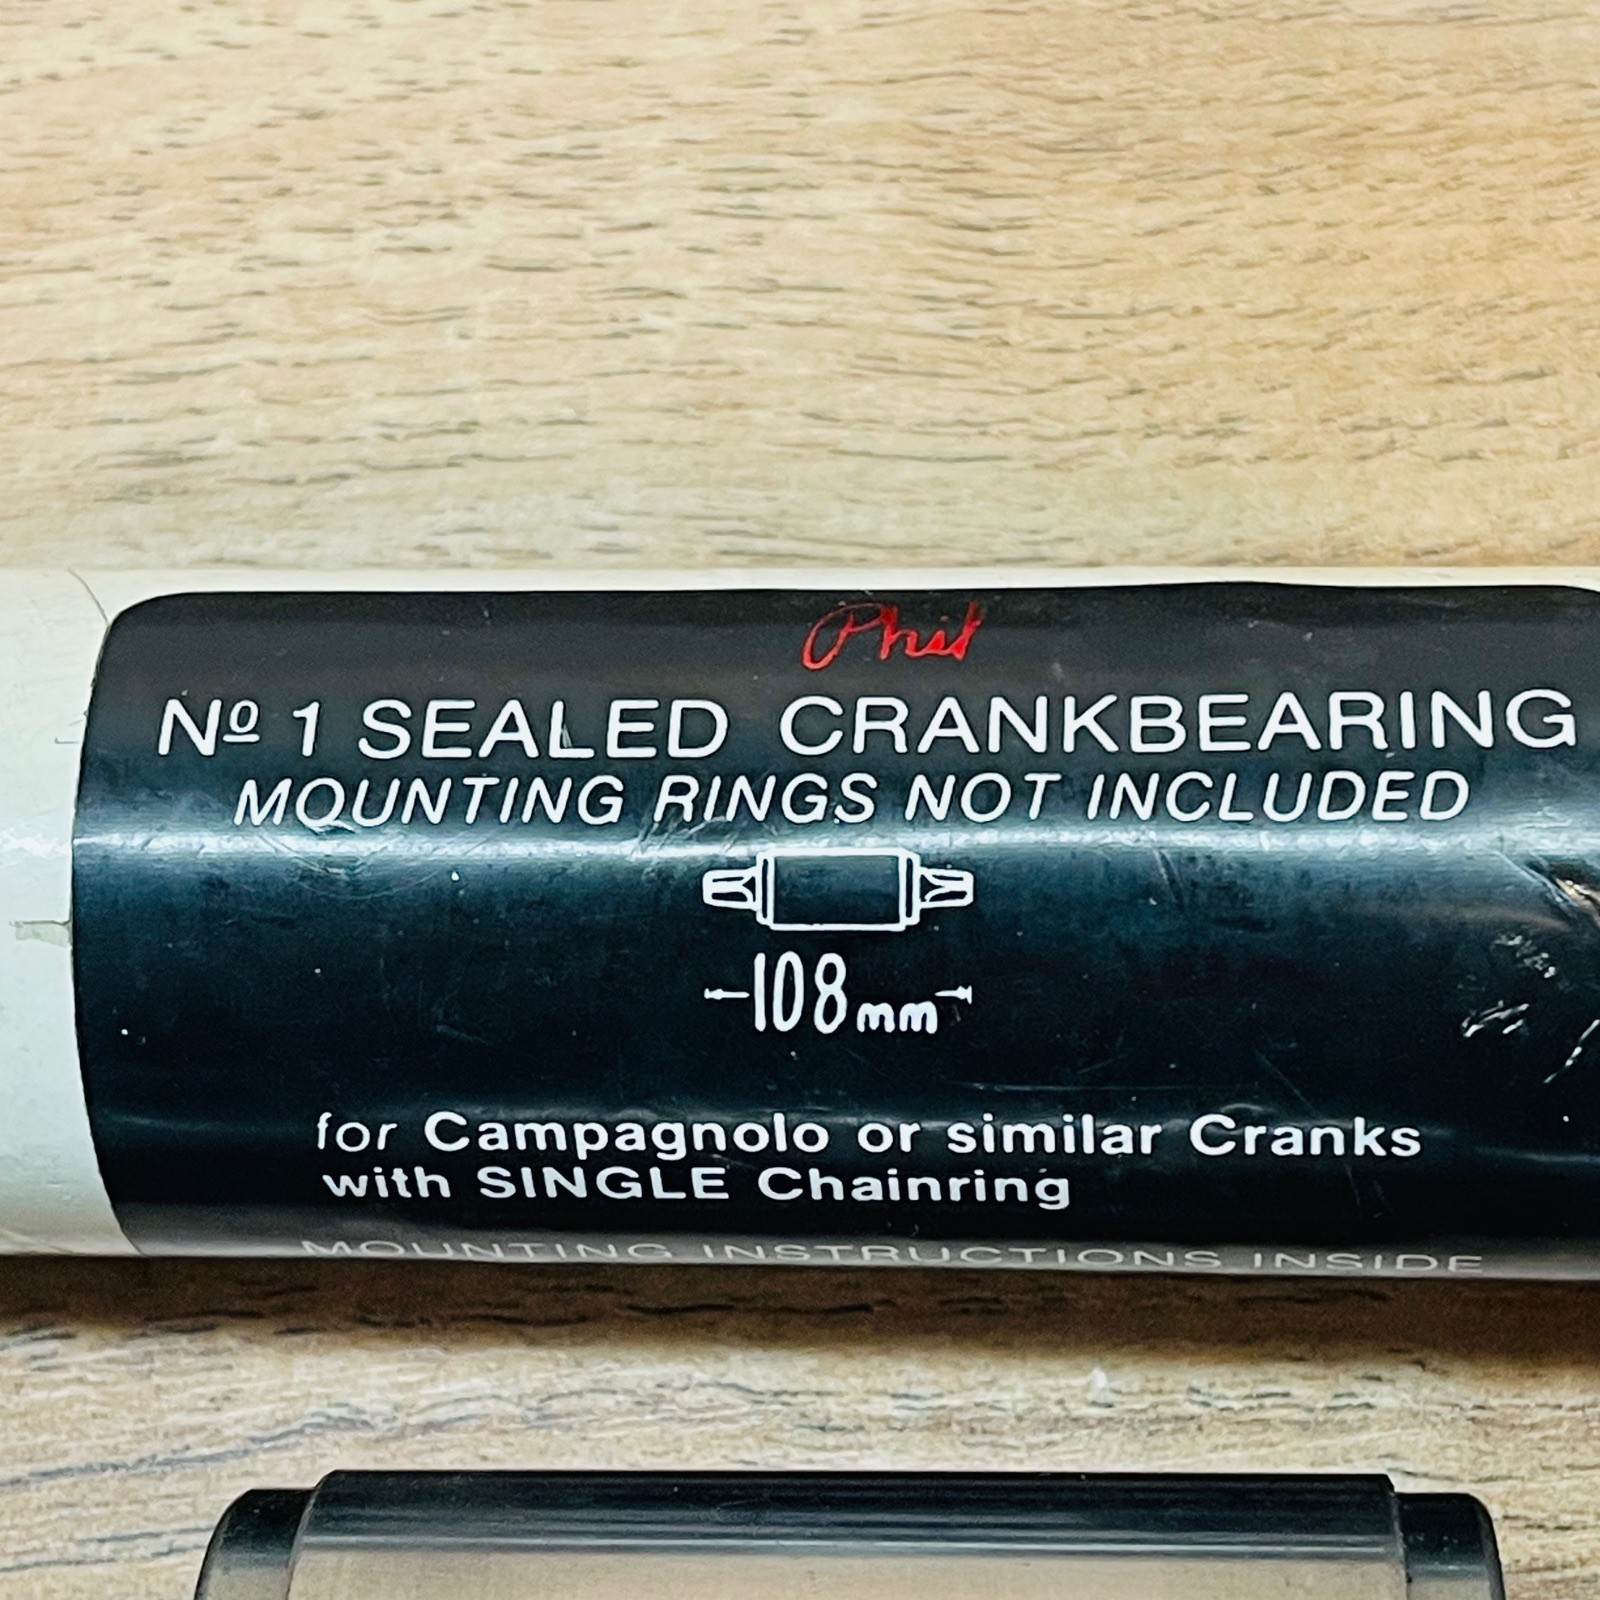 Phil
Nº 1 SEALED CRANKBEARING
MOUNTING RINGS NOT INCLUDED
108mm
for Campagnolo or similar Cranks
with SINGLE Chainring
MOUNTING INSTRUCTIONS INSIDE